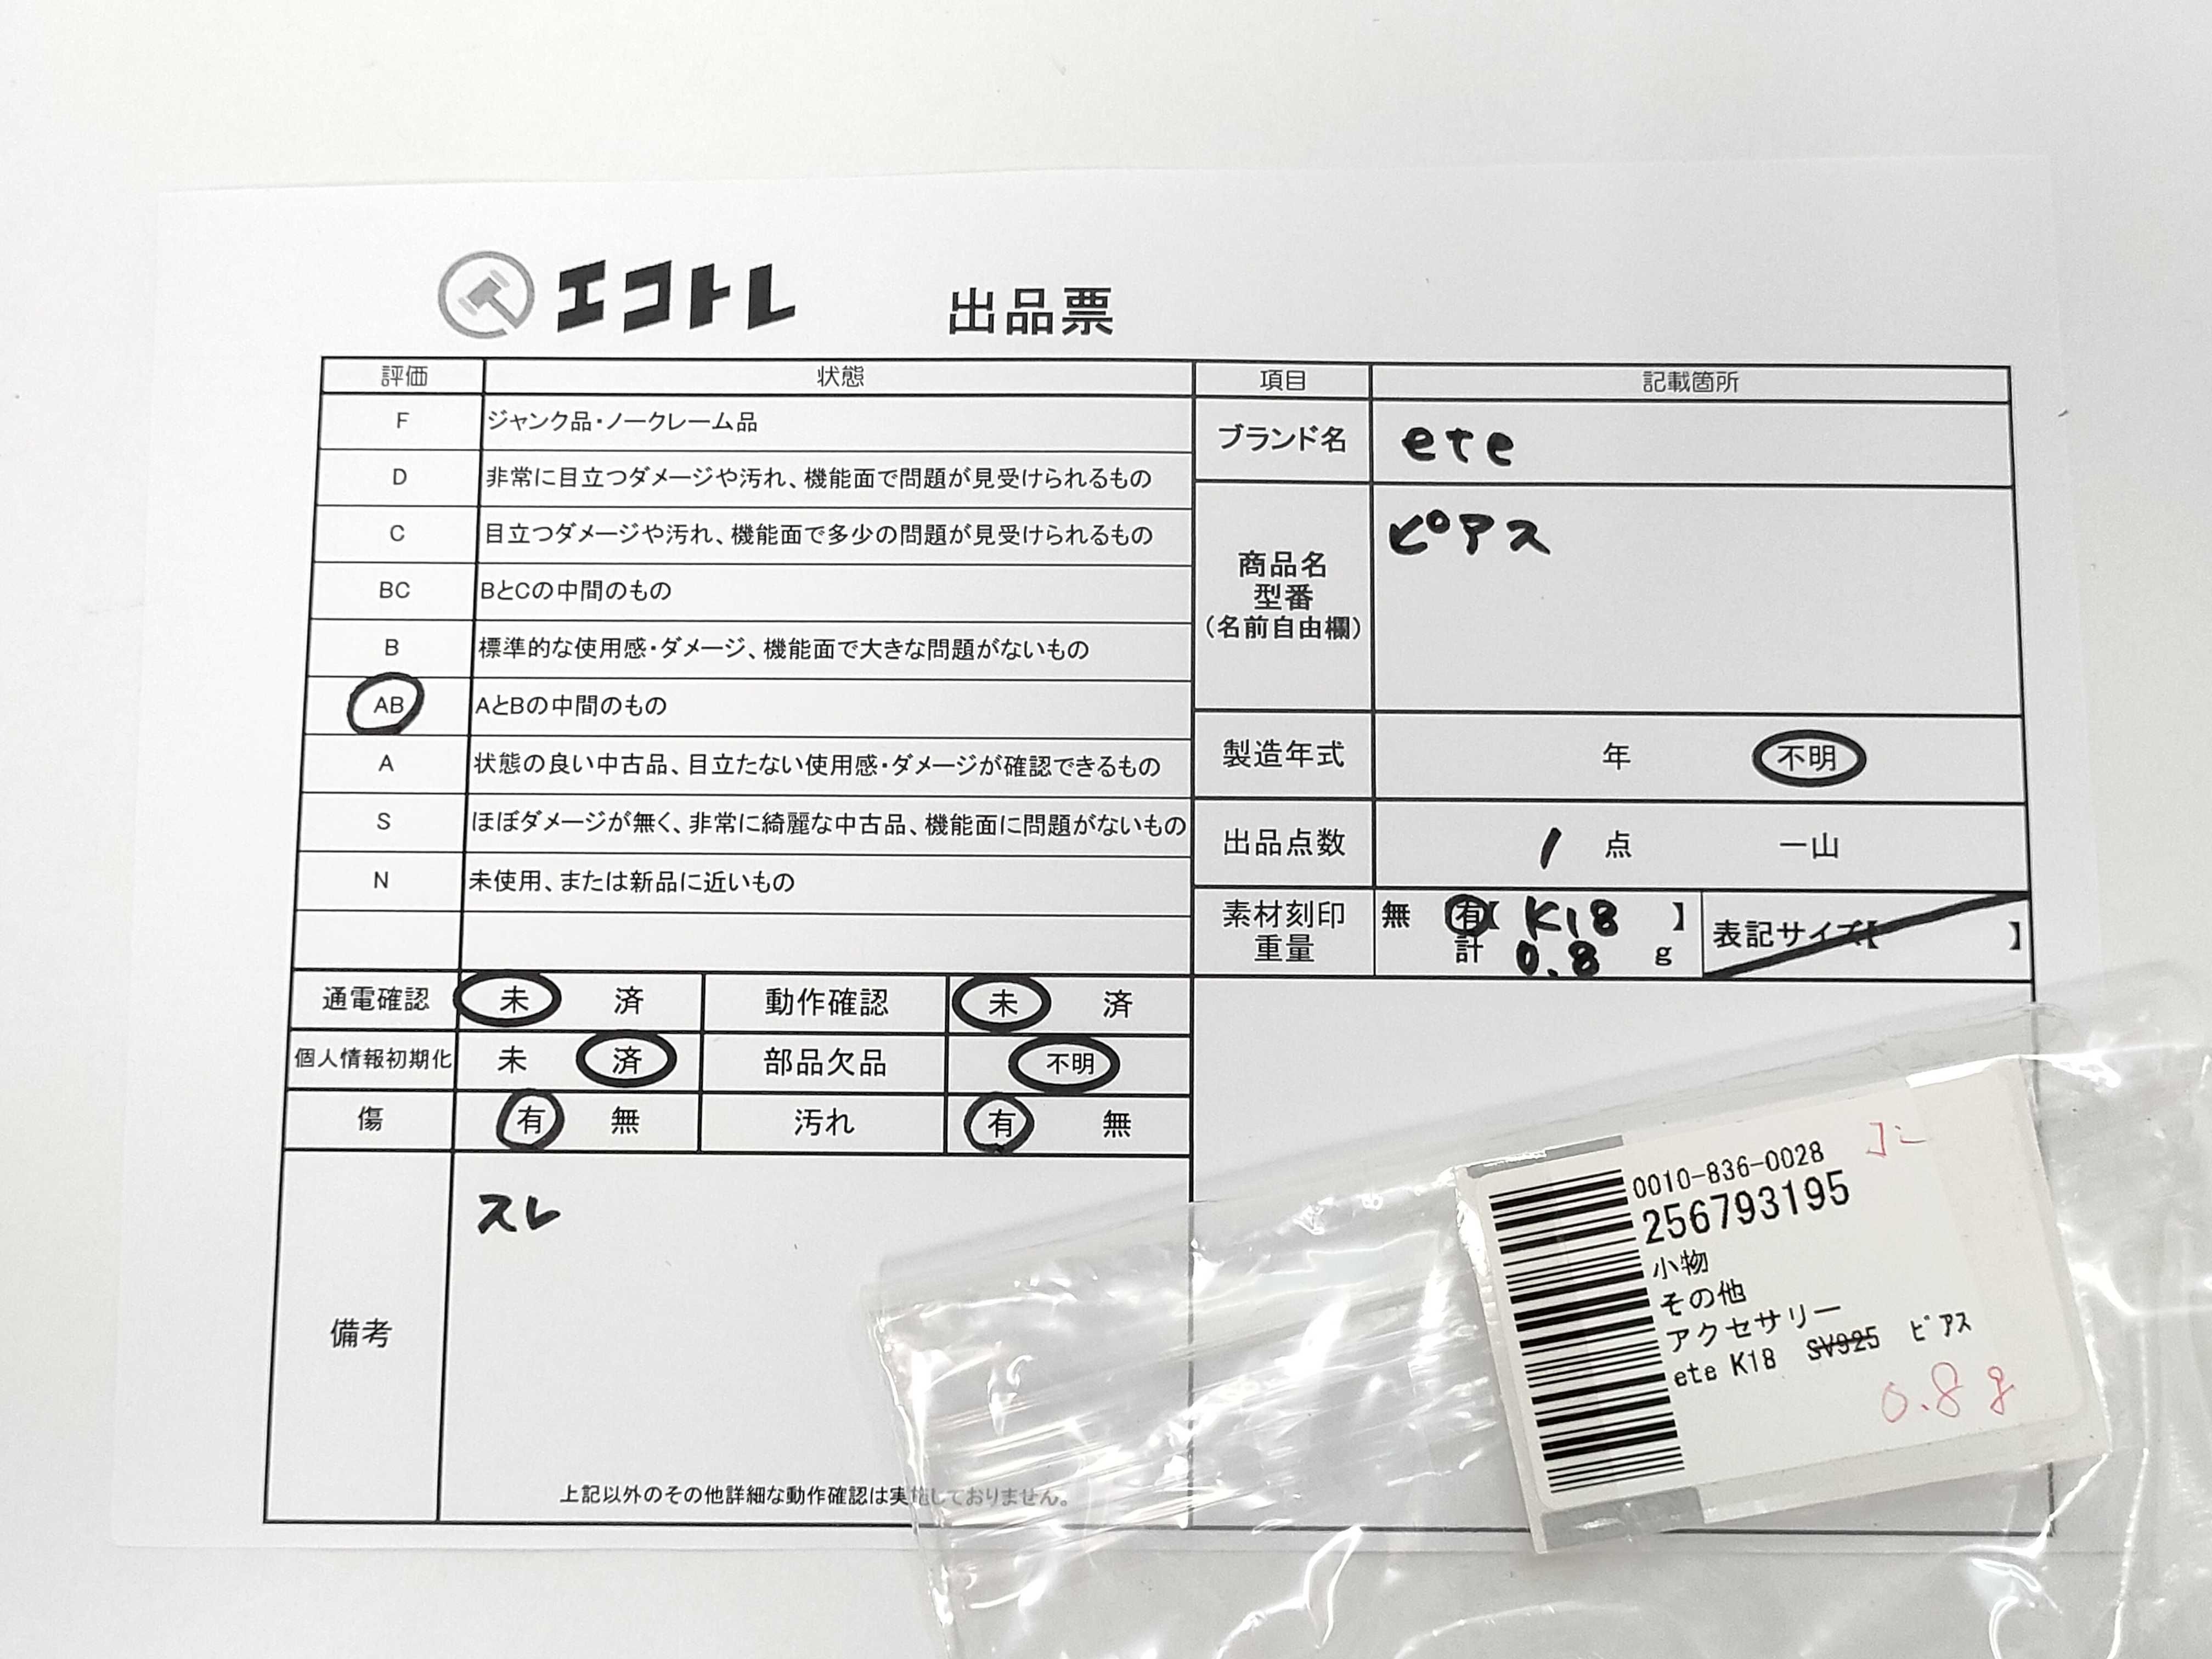 エコトレ 出品票
評価 状態 項目 記載箇所
F ジャンク品・ノークレーム品
D 非常に目立つダメージや汚れ、機能面で問題が見受けられるもの
C 目立つダメージや汚れ、機能面で多少の問題が見受けられるもの
BC BとCの中間のもの
B 標準的な使用感・ダメージ、機能面で大きな問題がないもの
AB AとBの中間のもの
A 状態の良い中古品、目立たない使用感・ダメージが確認できるもの
S ほぼダメージが無く、非常に綺麗な中古品、機能面に問題がないもの
N 未使用、または新品に近いもの
ブランド名 ete
商品名
型番
(名前自由欄)
ピアス
製造年式 年 不明
出品点数 1 点 一山
素材刻印 無 有【 K18 】 表記サイズ【 】
重量 計 0.8 g
通電確認 未 済 動作確認 未 済
個人情報初期化 未 済 部品欠品 不明
傷 有 無 汚れ 有 無
備考
スレ
上記以外のその他詳細な動作確認は実施しておりません。
0010-836-0028
256793195
小物
その他
アクセサリー
ete K18 SV925 ピアス
0.8g